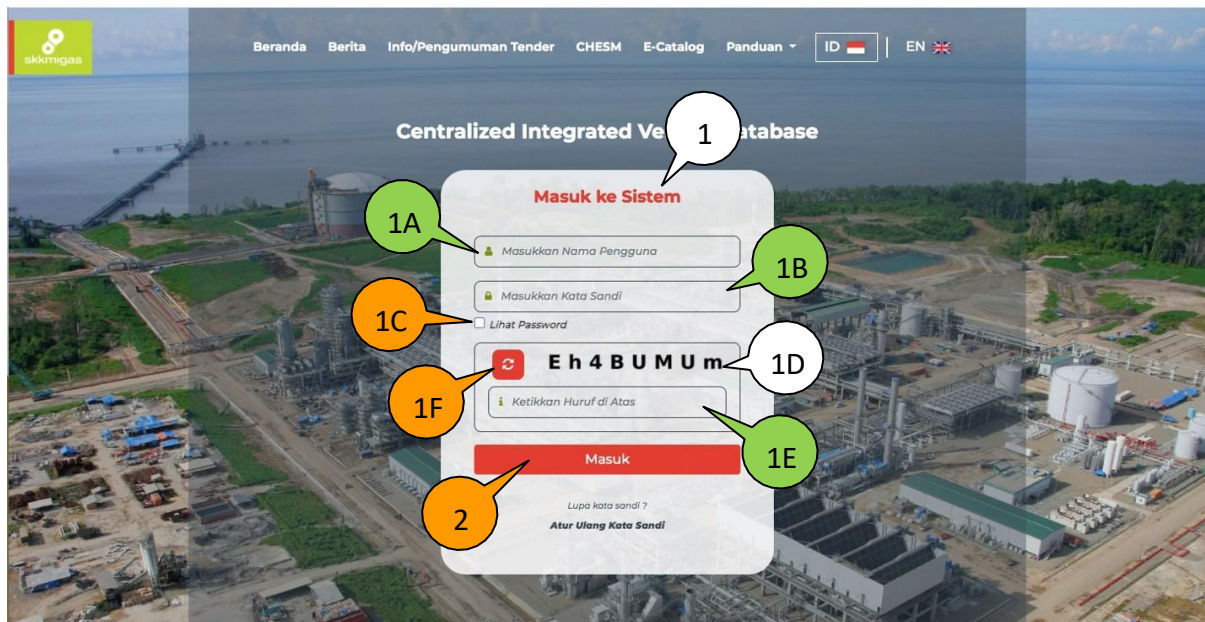 skkmigas
Beranda Berita Info/Pengumuman Tender CHESM E-Catalog Panduan ID EN
Centralized Integrated Ve atabase
1
Masuk ke Sistem
1A
Masukkan Nama Pengguna
1B
Masukkan Kata Sandi
1C
Lihat Password
Eh4BUMUm
1D
1F
Ketikkan Huruf di Atas
1E
Masuk
2
Lupa kata sandi ?
Atur Ulang Kata Sandi